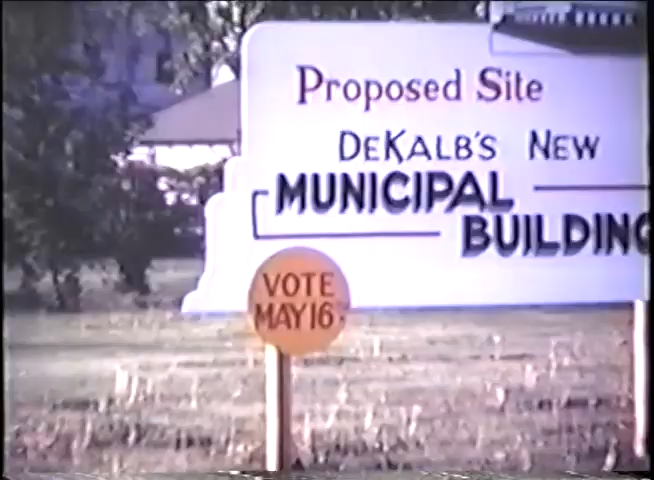 Proposed Site
DEKALB'S NEW
MUNICIPAL
BUILDING
VOTE
MAY 16